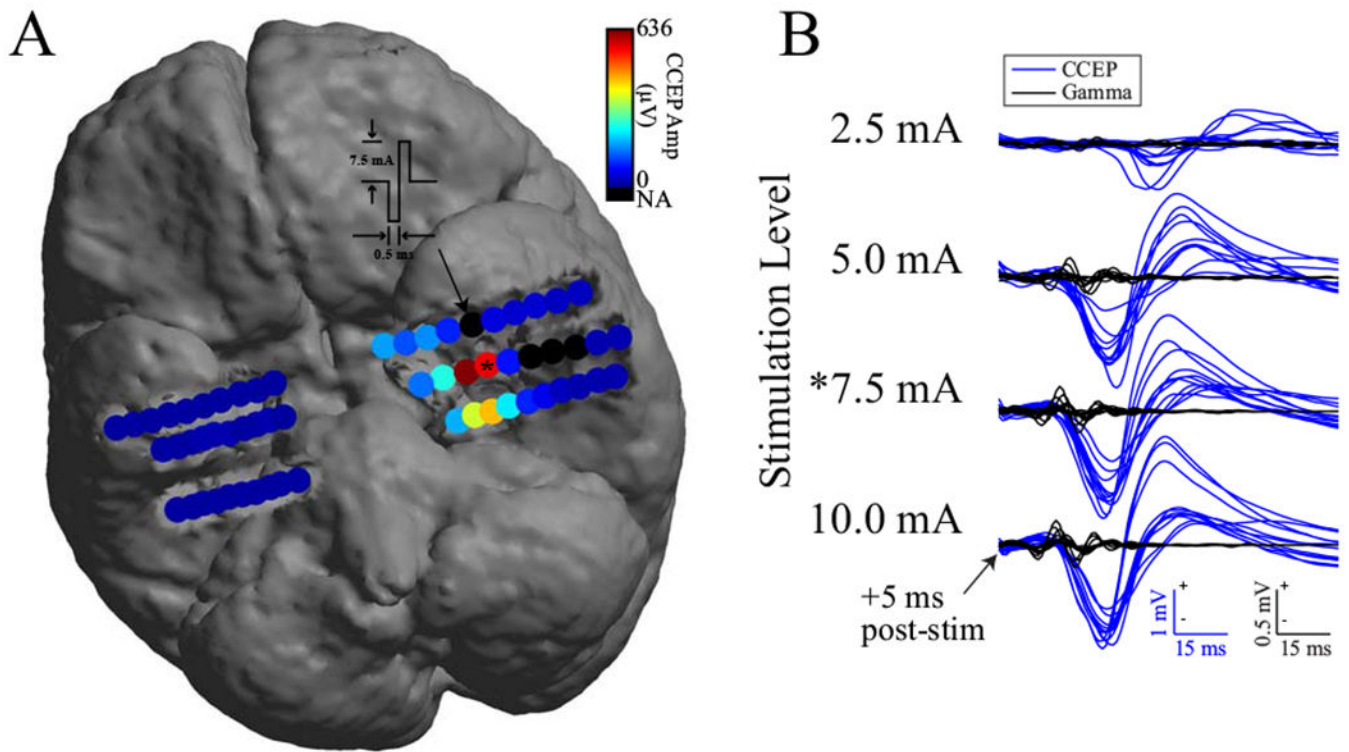 A
636
CCEP Amp
(μV)
0
NA
7.5 mA
0.5 ms
*
B
CCEP
Gamma
Stimulation Level
2.5 mA
5.0 mA
*7.5 mA
10.0 mA
+5 ms
post-stim
+
-
1 mV
15 ms
+
-
0.5 mV
15 ms